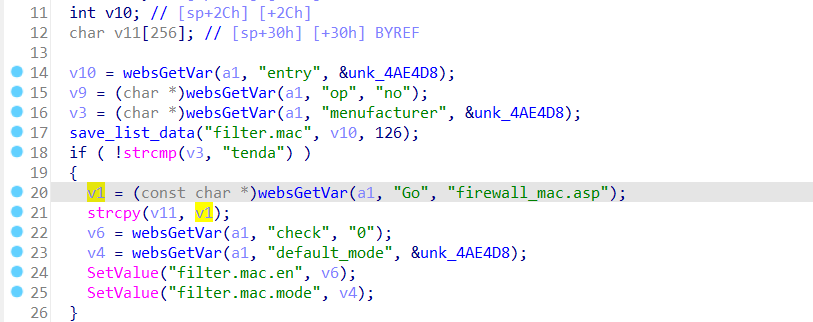 11 int v10; // [sp+2Ch] [+2Ch]
12 char v11[256]; // [sp+30h] [+30h] BYREF
13
14 v10 = websGetVar(a1, "entry", &unk_4AE4D8);
15 v9 = (char *)websGetVar(a1, "op", "no");
16 v3 = (char *)websGetVar(a1, "menufacturer", &unk_4AE4D8);
17 save_list_data("filter.mac", v10, 126);
18 if ( !strcmp(v3, "tenda") )
19 {
20 v1 = (const char *)websGetVar(a1, "Go", "firewall_mac.asp");
21 strcpy(v11, v1);
22 v6 = websGetVar(a1, "check", "0");
23 v4 = websGetVar(a1, "default_mode", &unk_4AE4D8);
24 SetValue("filter.mac.en", v6);
25 SetValue("filter.mac.mode", v4);
26 }